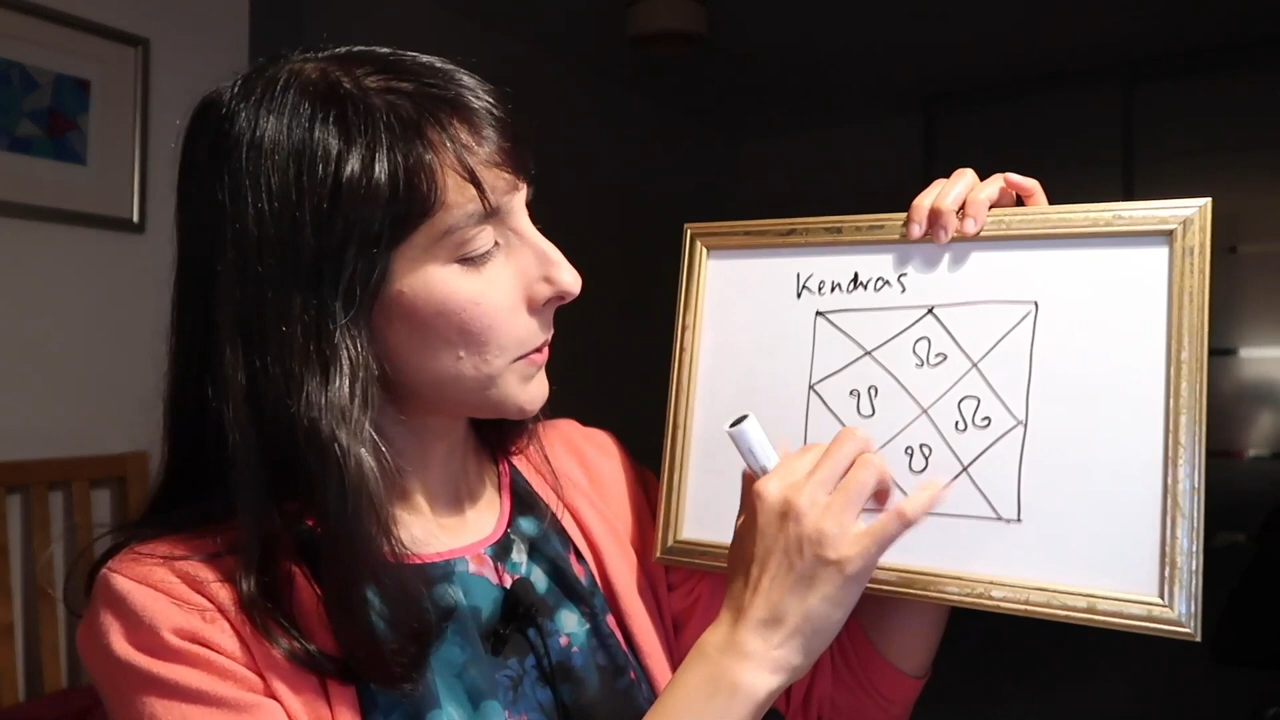 Kendras
☊
☋ ☊
☋